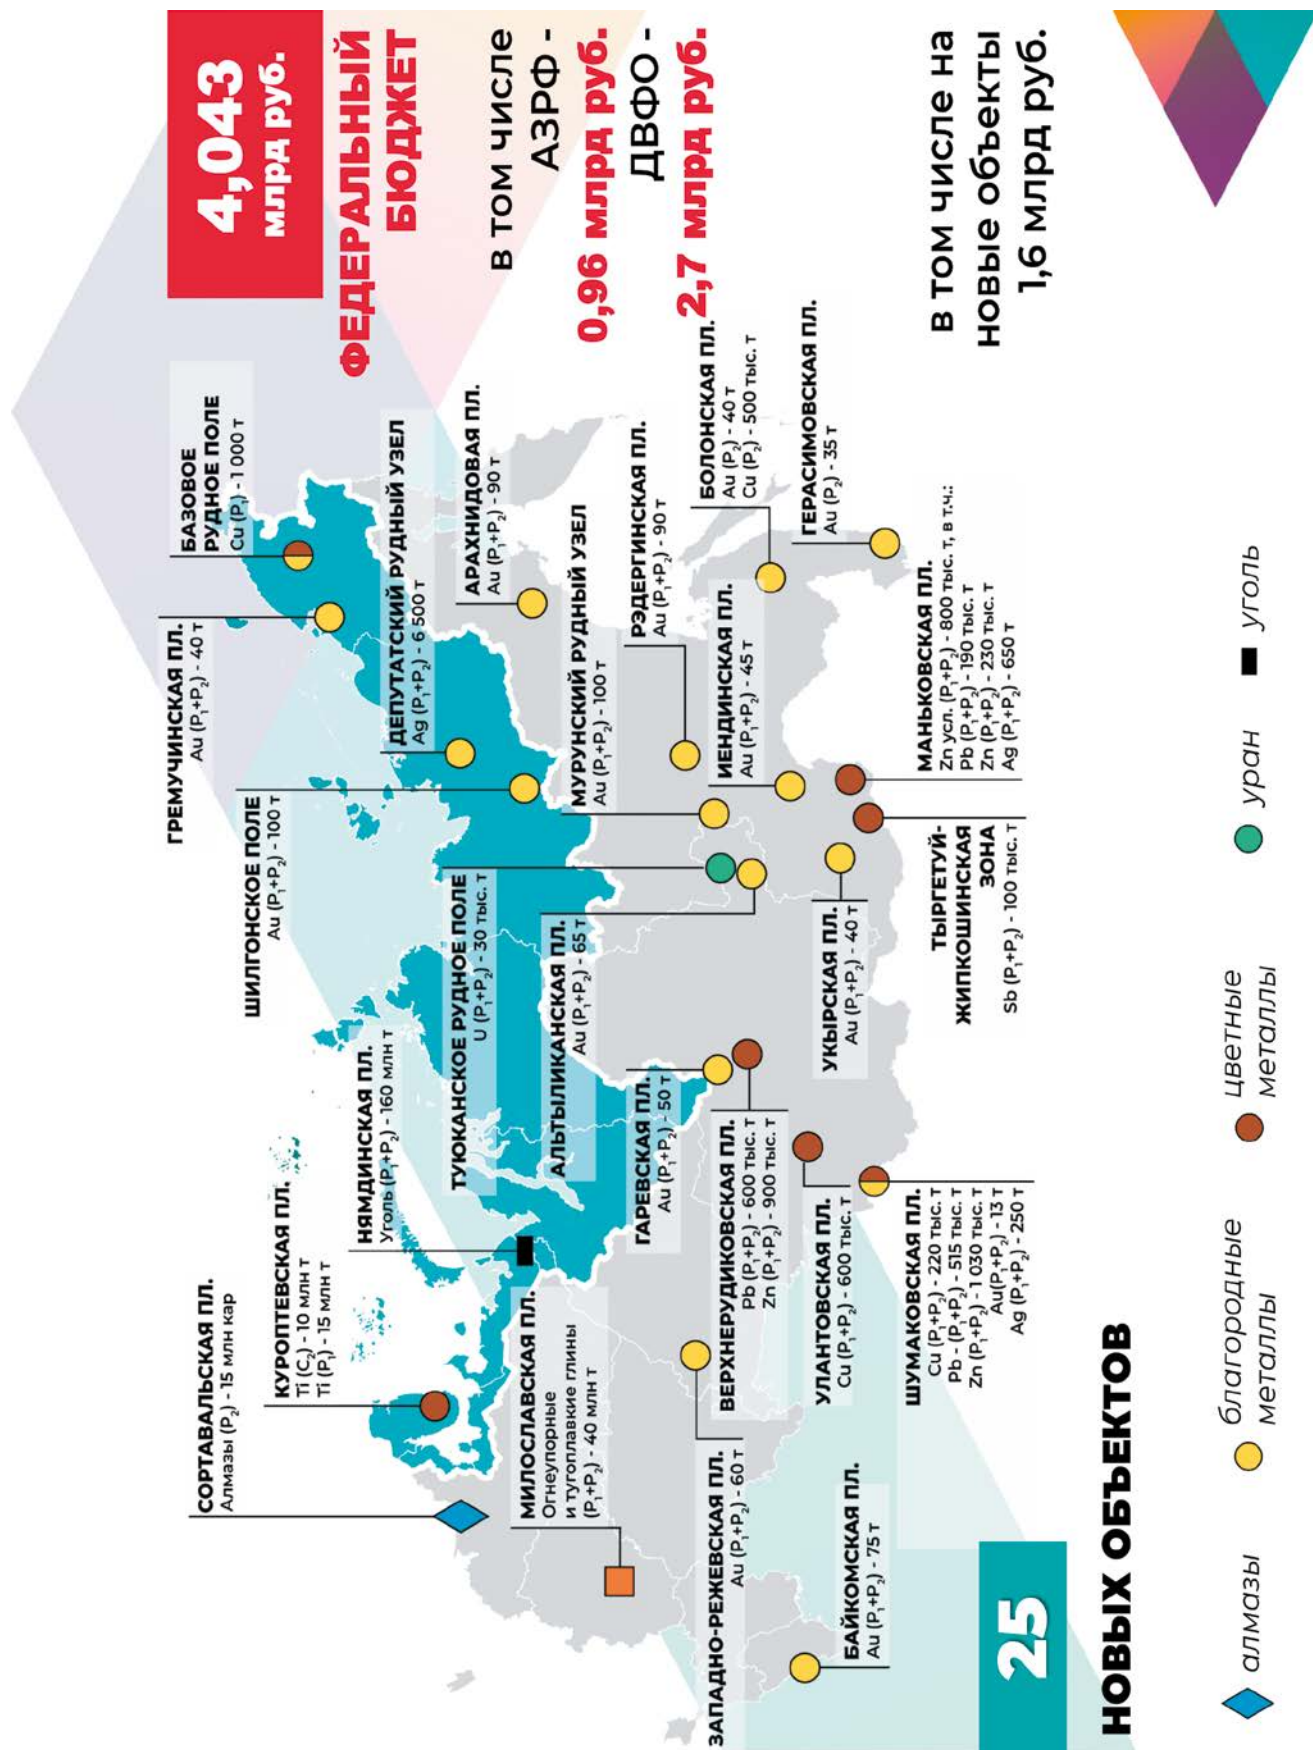 4,043
млрд руб.
ФЕДЕРАЛЬНЫЙ
БЮДЖЕТ
в том числе
АЗРФ -
0,96 млрд руб.
ДВФО -
2,7 млрд руб.
в том числе на
новые объекты
1,6 млрд руб.
СОРТАВАЛЬСКАЯ ПЛ.
Алмазы (P₂) - 15 млн кар
КУРОПТЕВСКАЯ ПЛ.
Ti (C₂) - 10 млн т
Ti (P₁) - 15 млн т
НЯМДИНСКАЯ ПЛ.
Уголь (P₁+P₂) - 160 млн т
ШИЛГОНСКОЕ ПОЛЕ
Au (P₁+P₂) - 100 т
ГРЕМУЧИНСКАЯ ПЛ.
Au (P₁+P₂) - 40 т
БАЗОВОЕ
РУДНОЕ ПОЛЕ
Cu (P₁) - 1 000 т
ДЕПУТАТСКИЙ РУДНЫЙ УЗЕЛ
Ag (P₁+P₂) - 6 500 т
АРАХНИДОВАЯ ПЛ.
Au (P₁+P₂) - 90 т
ТУЮКАНСКОЕ РУДНОЕ ПОЛЕ
U (P₁+P₂) - 30 тыс. т
МИЛОСЛАВСКАЯ ПЛ.
Огнеупорные
и тугоплавкие глины
(P₁+P₂) - 40 млн т
АЛЬТЫЛИКАНСКАЯ ПЛ.
Au (P₁+P₂) - 65 т
МУРУНСКИЙ РУДНЫЙ УЗЕЛ
Au (P₁+P₂) - 100 т
ГАРЕВСКАЯ ПЛ.
Au (P₁+P₂) - 50 т
РЭДЕРГИНСКАЯ ПЛ.
Au (P₁+P₂) - 90 т
БОЛОНСКАЯ ПЛ.
Au (P₂) - 40 т
Cu (P₂) - 500 тыс. т
ЗАПАДНО-РЕЖЕВСКАЯ ПЛ.
Au (P₁+P₂) - 60 т
ВЕРХНЕРУДИКОВСКАЯ ПЛ.
Pb (P₁+P₂) - 600 тыс. т
Zn (P₁+P₂) - 900 тыс. т
ИЕНДИНСКАЯ ПЛ.
Au (P₁+P₂) - 45 т
ГЕРАСИМОВСКАЯ ПЛ.
Au (P₂) - 35 т
БАЙКОМСКАЯ ПЛ.
Au (P₁+P₂) - 75 т
УЛАНТОВСКАЯ ПЛ.
Cu (P₁+P₂) - 600 тыс. т
УКЫРСКАЯ ПЛ.
Au (P₁+P₂) - 40 т
ШУМАКОВСКАЯ ПЛ.
Cu (P₁+P₂) - 220 тыс. т
Pb - (P₁+P₂) - 515 тыс. т
Zn (P₁+P₂) - 1 030 тыс. т
Au(P₁+P₂) - 13 т
Ag (P₁+P₂) - 250 т
ТЫРГЕТУЙ-
ЖИПКОШИНСКАЯ
ЗОНА
Sb (P₁+P₂) - 100 тыс. т
МАНЬКОВСКАЯ ПЛ.
Zn усл. (P₁+P₂) - 800 тыс. т, в т.ч.:
Pb (P₁+P₂) - 190 тыс. т
Zn (P₁+P₂) - 230 тыс. т
Ag (P₁+P₂) - 650 т
25
НОВЫХ ОБЪЕКТОВ
алмазы
благородные
металлы
цветные
металлы
уран
уголь